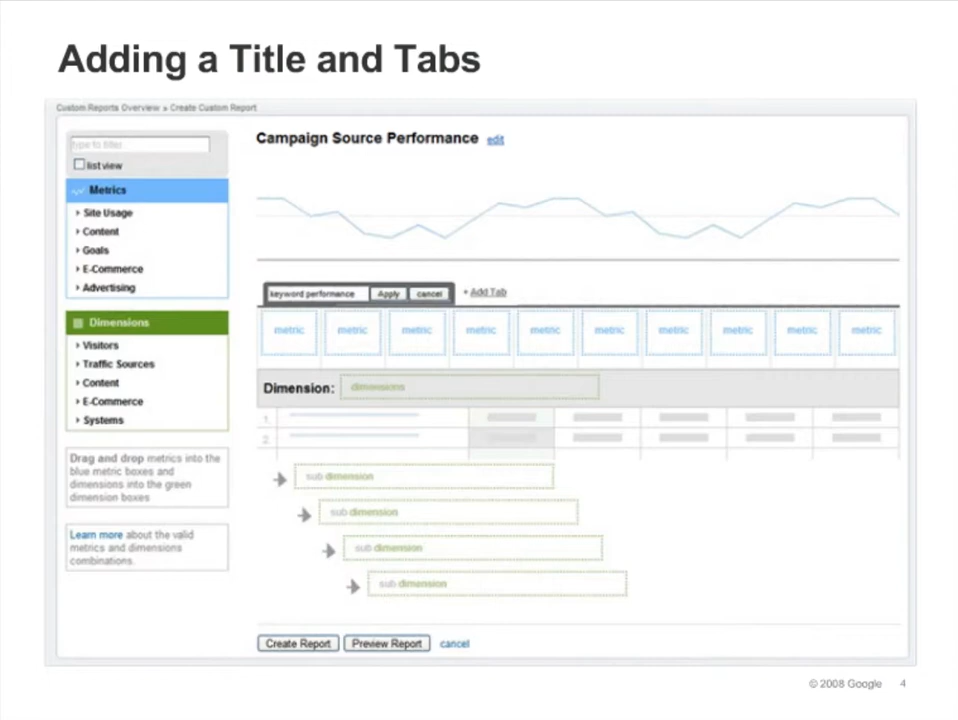 Adding a Title and Tabs
Custom Reports Overview » Create Custom Report
type to filter
list view
Metrics
Site Usage
Content
Goals
E-Commerce
Advertising
Dimensions
Visitors
Traffic Sources
Content
E-Commerce
Systems
Drag and drop metrics into the
blue metric boxes and
dimensions into the green
dimension boxes
Learn more about the valid
metrics and dimensions
combinations.
Campaign Source Performance edit
keyword performance Apply cancel + Add Tab
metric metric metric metric metric metric metric metric metric metric
Dimension: dimensions
1.
2.
sub dimension
sub dimension
sub dimension
sub dimension
Create Report Preview Report cancel
© 2008 Google 4